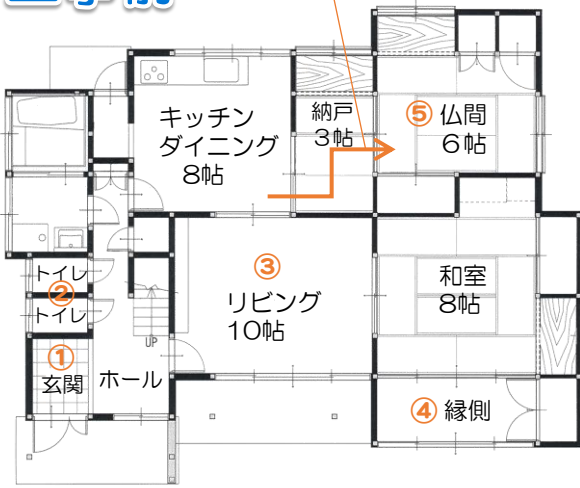 キッチン
ダイニング
8帖
納戸
3帖
⑤ 仏間
6帖
③
リビング
10帖
和室
8帖
トイレ
②
トイレ
①
玄関
ホール
UP
④ 縁側